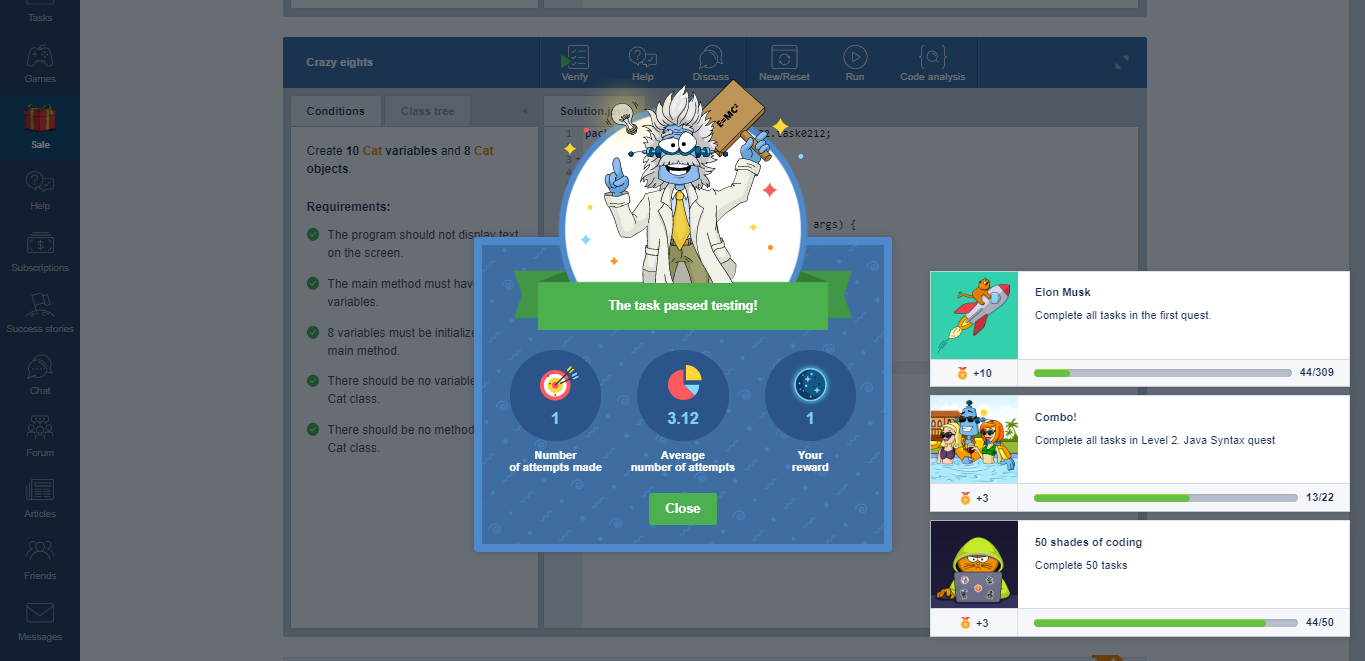 Tasks
Games
Sale
Help
Subscriptions
Success stories
Chat
Forum
Articles
Friends
Messages
Crazy eights
Verify
Help
Discuss
New/Reset
Run
Code analysis
Conditions
Class tree
Solution.j
Create 10 Cat variables and 8 Cat
objects.
Requirements:
The program should not display text
on the screen.
The main method must hav
variables.
8 variables must be initialize
main method.
There should be no variable
Cat class.
There should be no method
Cat class.
1
pac
2.task0212;
3
4
args) {
E=MC²
The task passed testing!
1
Number
of attempts made
3.12
Average
number of attempts
1
Your
reward
Close
Elon Musk
Complete all tasks in the first quest.
+10
44/309
Combo!
Complete all tasks in Level 2. Java Syntax quest
+3
13/22
50 shades of coding
Complete 50 tasks
+3
44/50